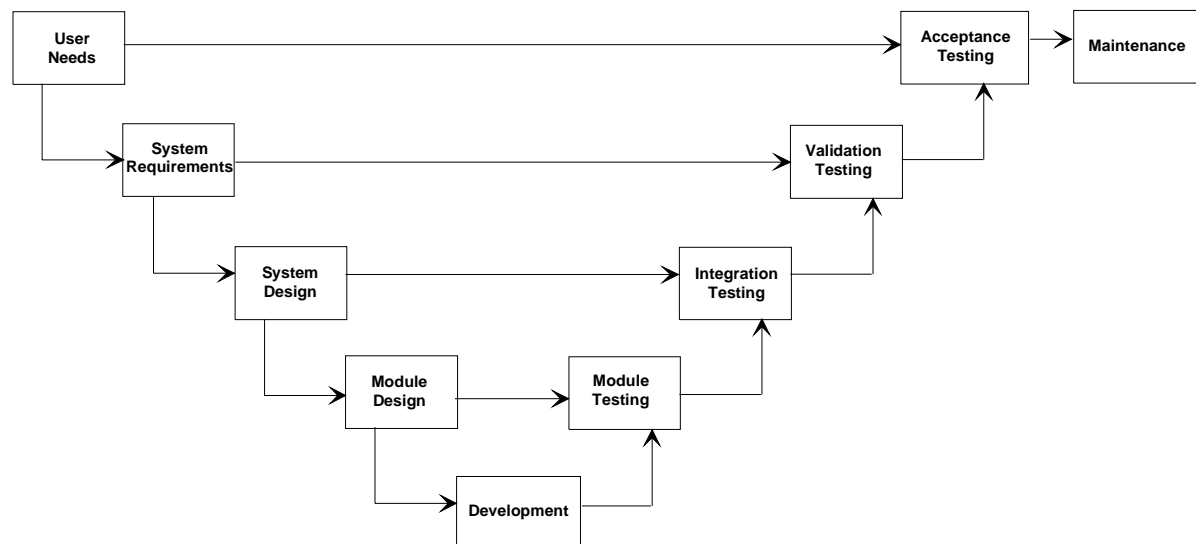 User
Needs
Acceptance
Testing
Maintenance
System
Requirements
Validation
Testing
System
Design
Integration
Testing
Module
Design
Module
Testing
Development